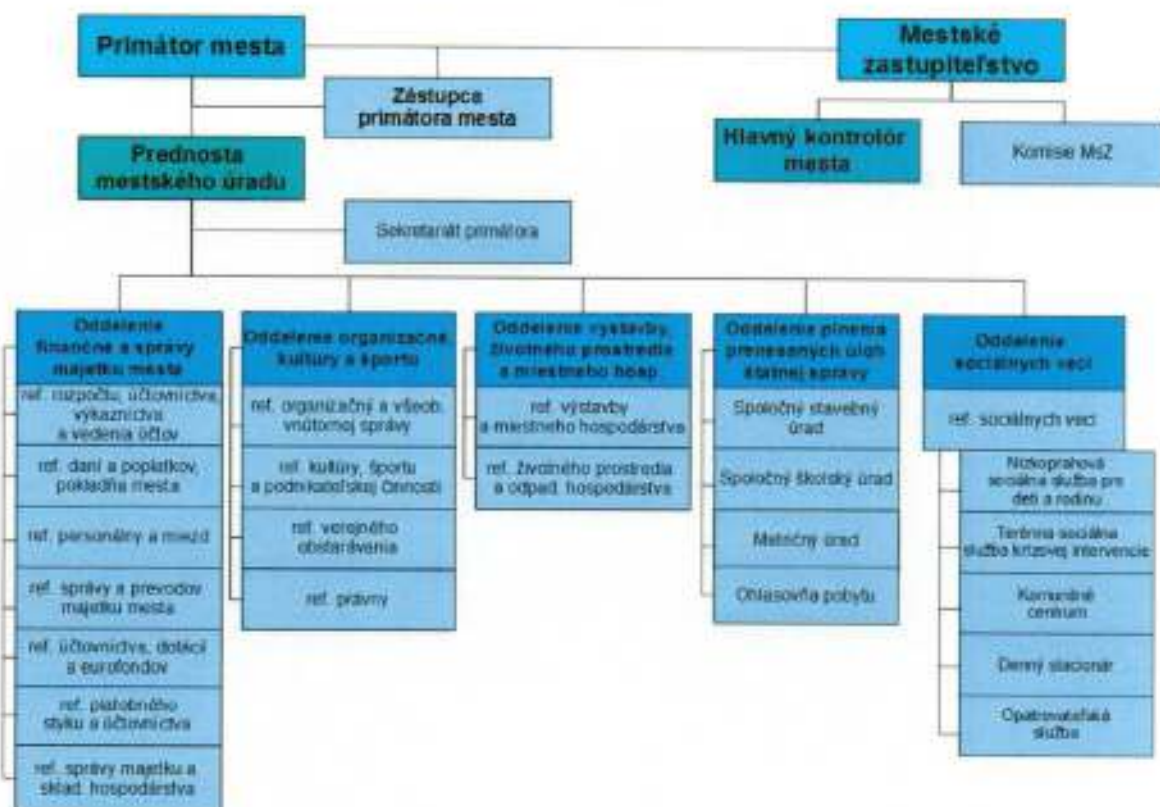 Primátor mesta
Mestské
zastupiteľstvo
Zástupca
primátora mesta
Hlavný kontrolór
mesta
Komisie MsZ
Prednosta
mestského úradu
Sekretariát primátora
Oddelenie
finančné a správy
majetku mesta
ref. rozpočtu, účtovníctva,
výkazníctva
a vedenia účtov
ref. daní a poplatkov,
pokladňa mesta
ref. personálny a miezd
ref. správy a prevodov
majetku mesta
ref. účtovníctva, dotácií
a eurofondov
ref. platobného
styku a účtovníctva
ref. správy majetku a
sklad. hospodárstva
Oddelenie organizačné,
kultúry a športu
ref. organizačný a všeob.
vnútornej správy
ref. kultúry, športu
a podnikateľskej činnosti
ref. verejného
obstarávania
ref. právny
Oddelenie výstavby,
životného prostredia
a miestneho hosp.
ref. výstavby
a miestneho hospodárstva
ref. životného prostredia
a odpad. hospodárstva
Oddelenie plnenia
prenesených úloh
štátnej správy
Spoločný stavebný
úrad
Spoločný školský úrad
Matričný úrad
Ohlasovňa pobytu
Oddelenie
sociálnych vecí
ref. sociálnych vecí
Nízkoprahová
sociálna služba pre
deti a rodinu
Terénna sociálna
služba krízovej intervencie
Komunitné
centrum
Denný stacionár
Opatrovateľská
služba